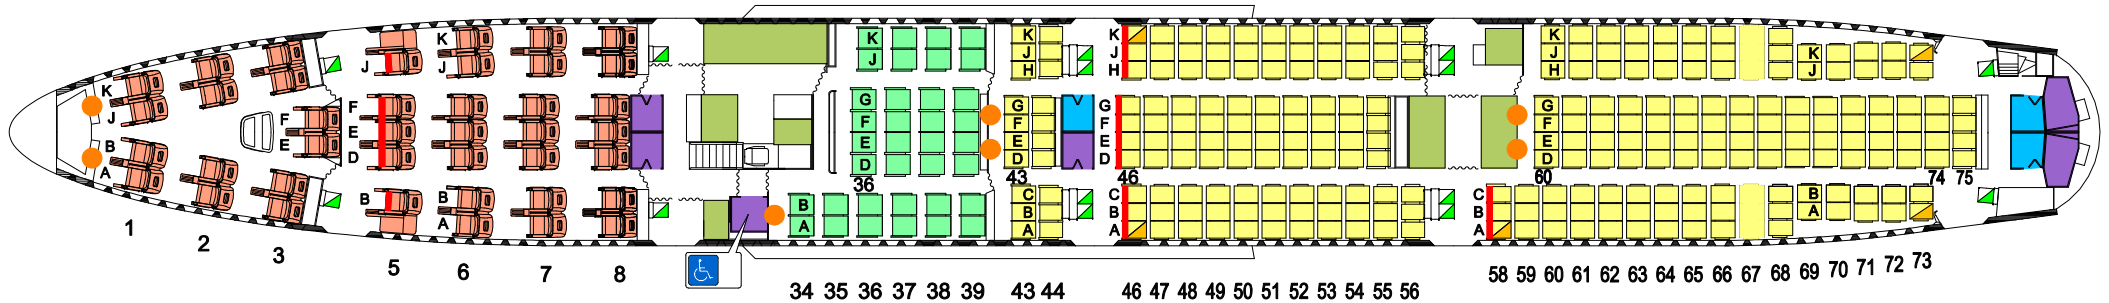 K K K K K
J J J J J
H H H
K
J
K
J
F G G G G
F E F F F F
E D E E E E
D D D D
36 43 46 60 74 75
B
A
B B
A
B C C C B
A B B B A
A A A
1 2 3 5 6 7 8
34 35 36 37 38 39 43 44 46 47 48 49 50 51 52 53 54 55 56 58 59 60 61 62 63 64 65 66 67 68 69 70 71 72 73